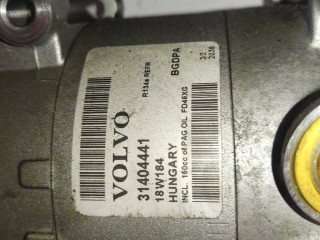 VOLVO
31404441
18W184
HUNGARY
INCL. 160cc of PAG OIL FD46XG
R134a REFR
BGDPA